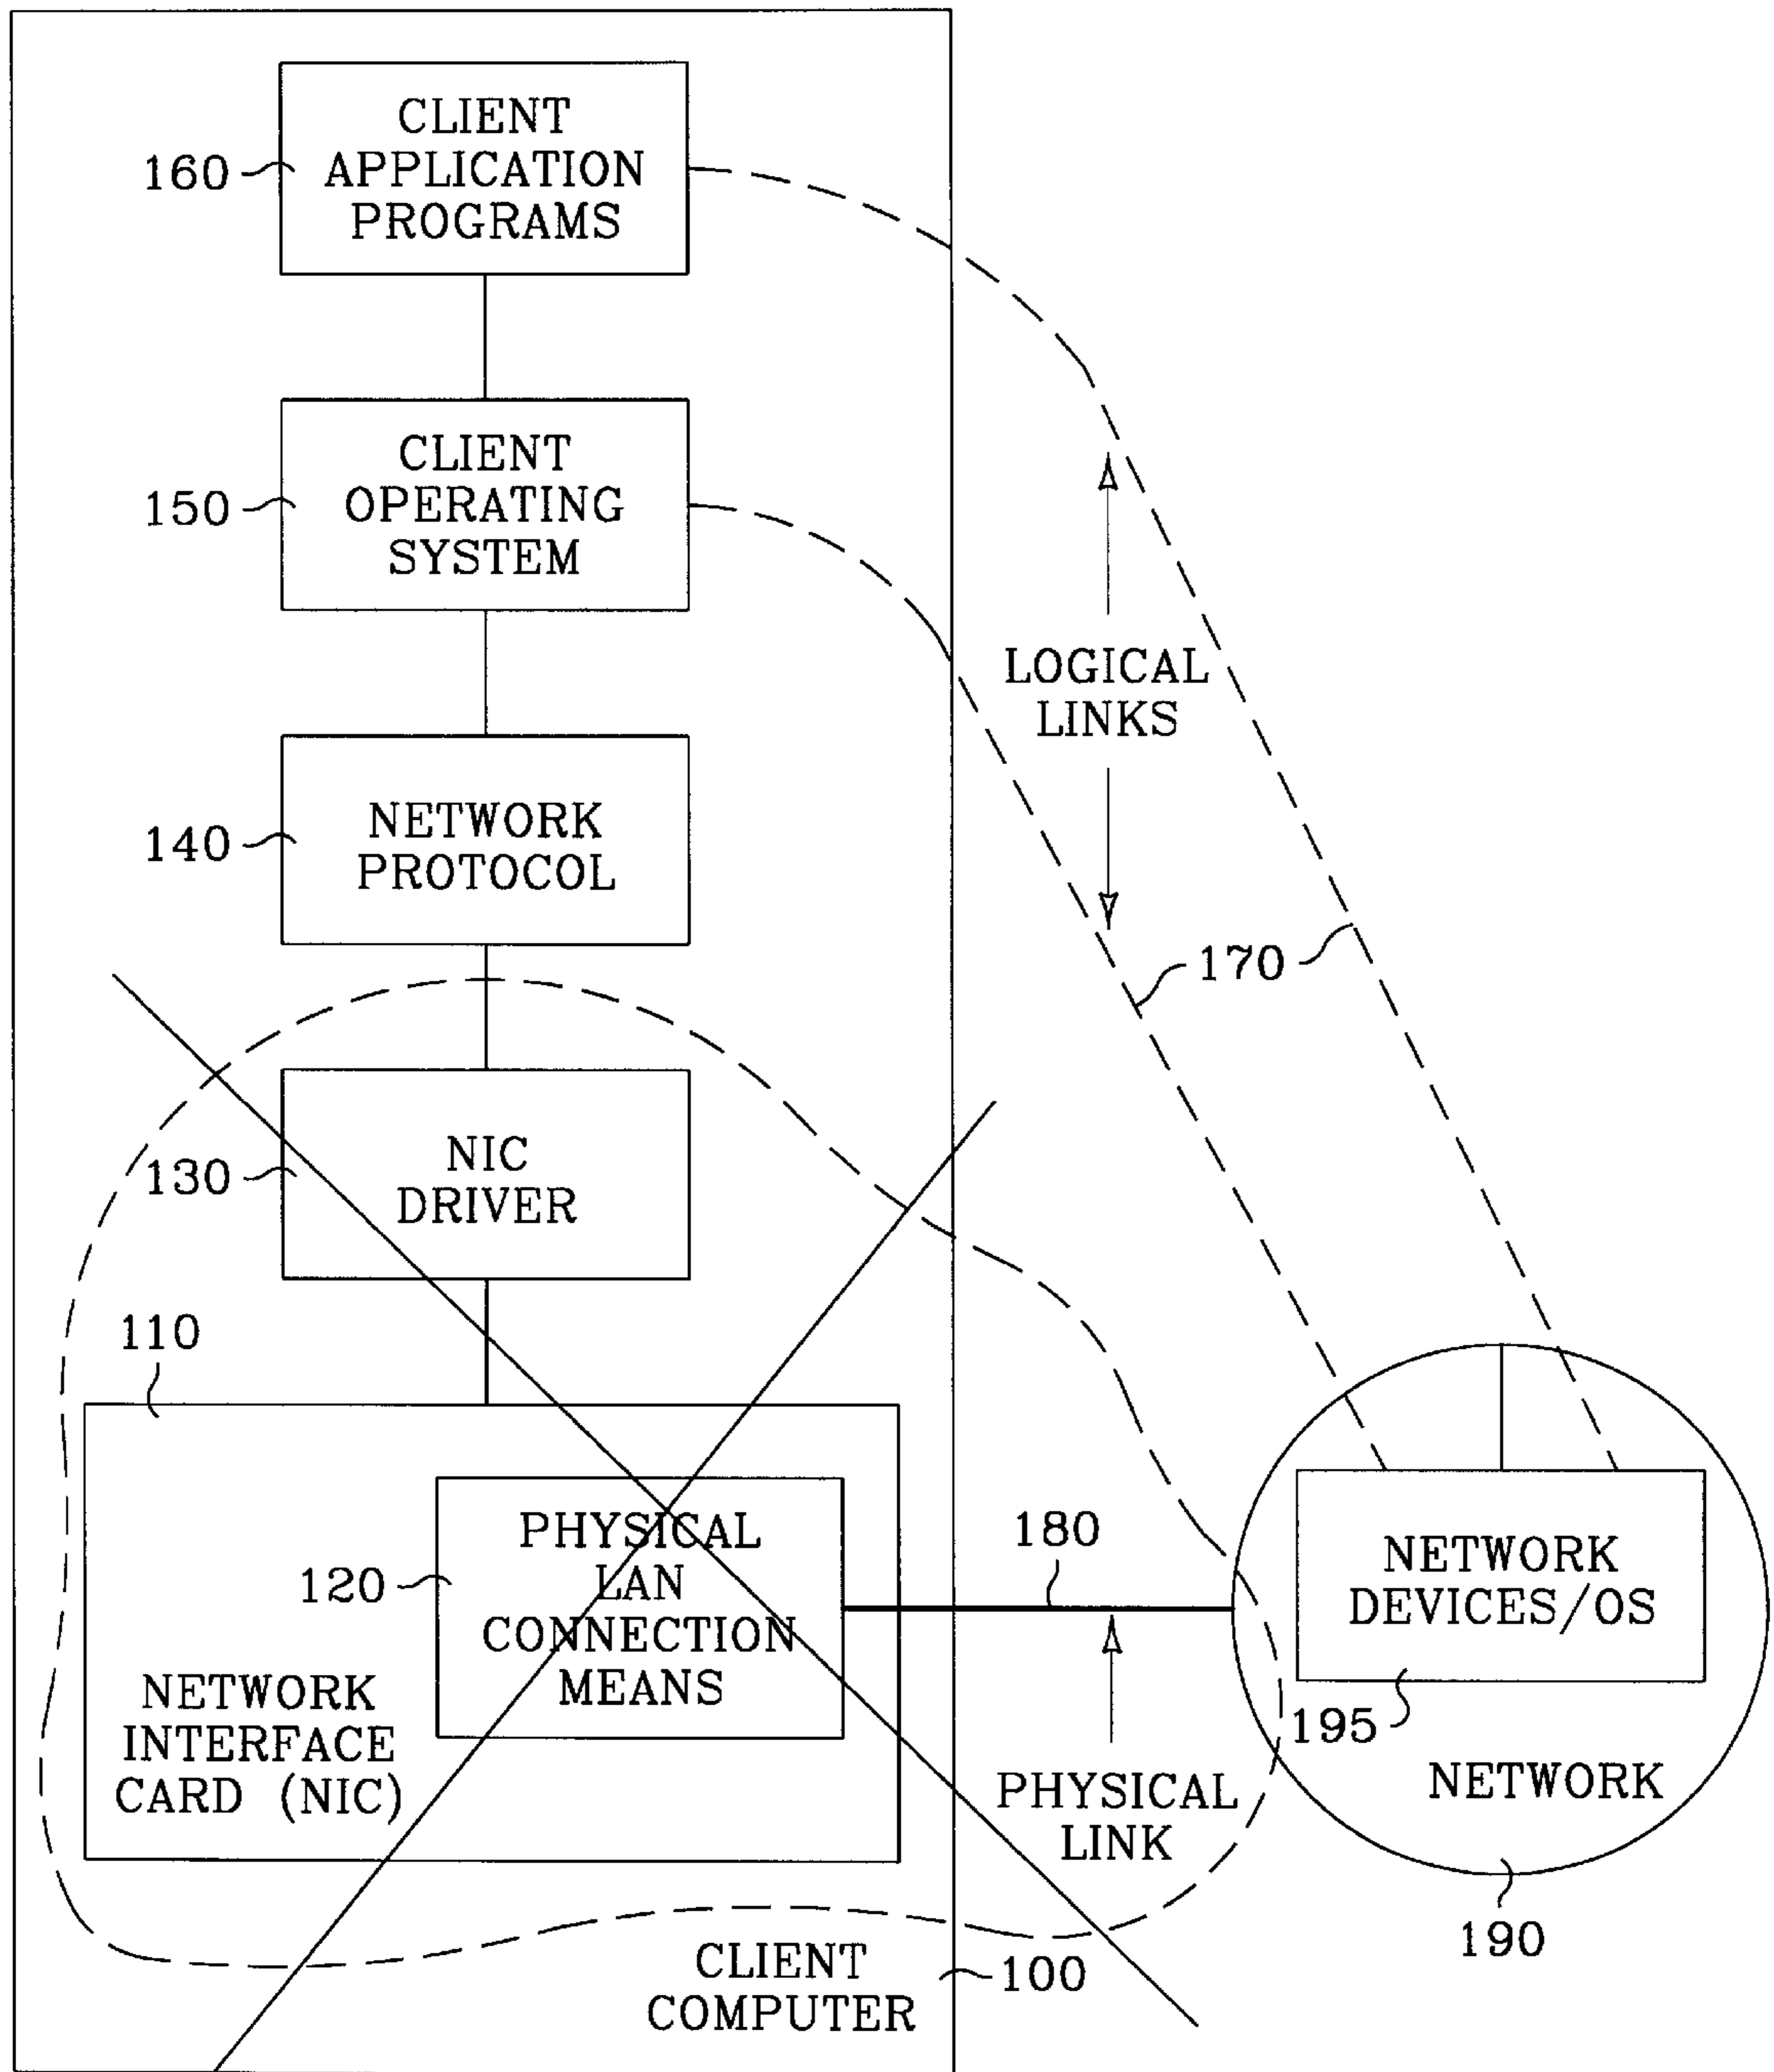 CLIENT
APPLICATION
PROGRAMS
160
CLIENT
OPERATING
SYSTEM
150
LOGICAL
LINKS
NETWORK
PROTOCOL
140
170
NIC
DRIVER
130
110
PHYSICAL
LAN
CONNECTION
MEANS
120
180
NETWORK
DEVICES/OS
195
NETWORK
INTERFACE
CARD (NIC)
PHYSICAL
LINK
NETWORK
190
CLIENT
COMPUTER
100